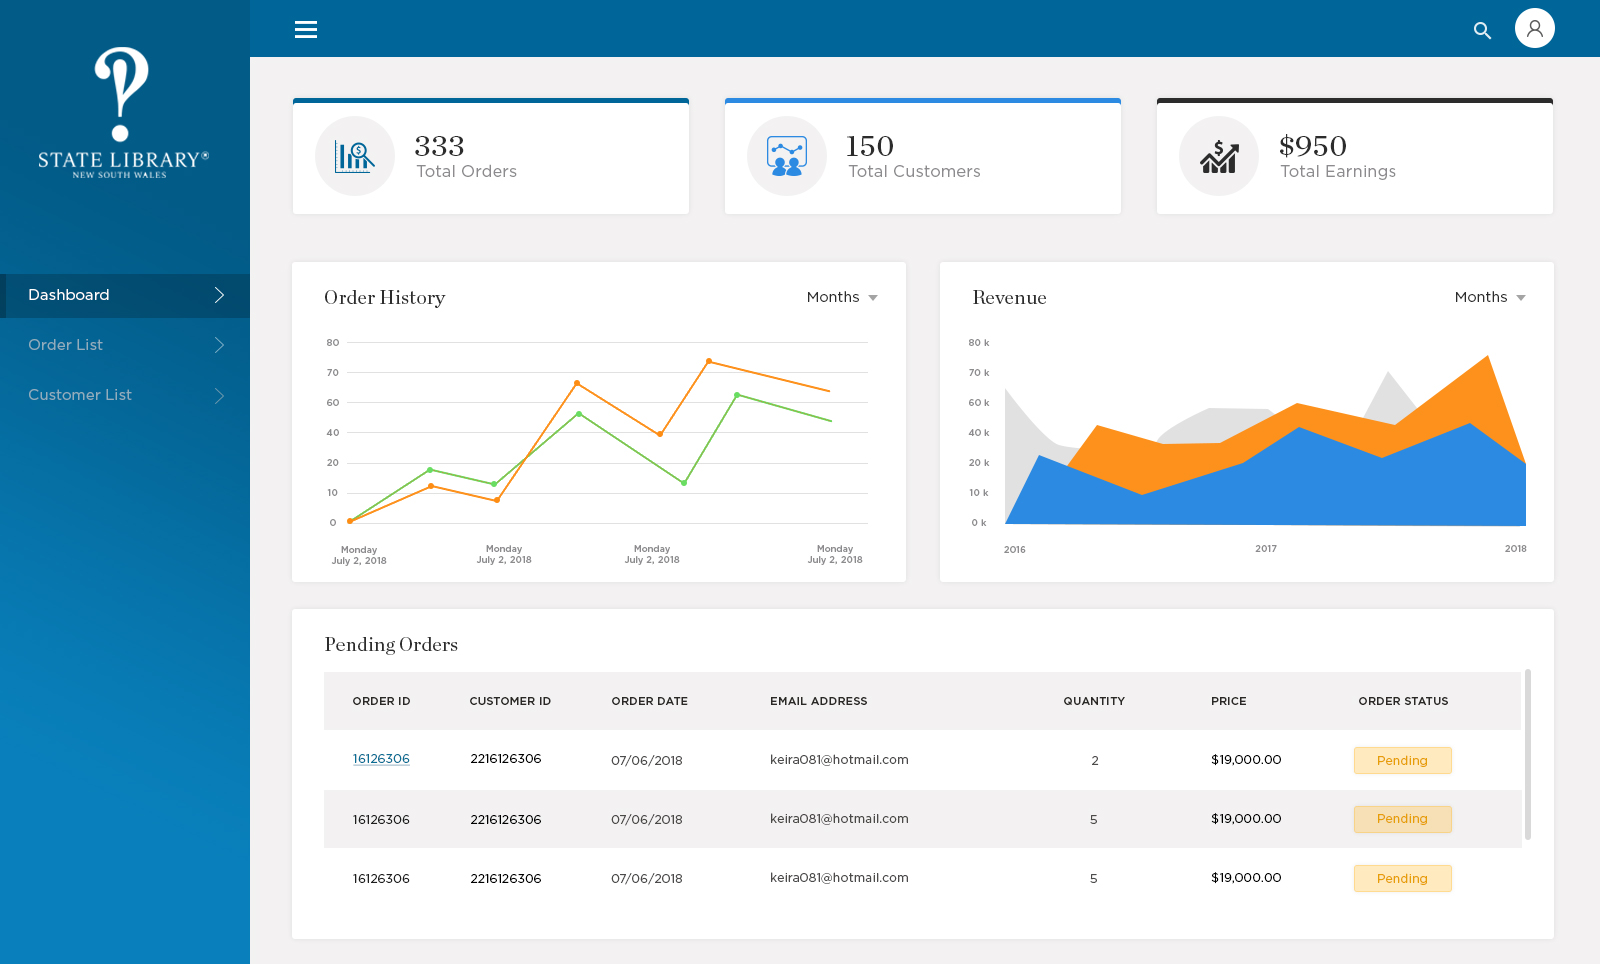 STATE LIBRARY®
NEW SOUTH WALES
Dashboard
Order List
Customer List
333
Total Orders
150
Total Customers
$950
Total Earnings
Order History
Months
80
70
60
40
20
10
0
Monday
July 2, 2018
Monday
July 2, 2018
Monday
July 2, 2018
Monday
July 2, 2018
Revenue
Months
80 k
70 k
60 k
40 k
20 k
10 k
0 k
2016
2017
2018
Pending Orders
ORDER ID CUSTOMER ID ORDER DATE EMAIL ADDRESS QUANTITY PRICE ORDER STATUS
16126306 2216126306 07/06/2018 keira081@hotmail.com 2 $19,000.00 Pending
16126306 2216126306 07/06/2018 keira081@hotmail.com 5 $19,000.00 Pending
16126306 2216126306 07/06/2018 keira081@hotmail.com 5 $19,000.00 Pending